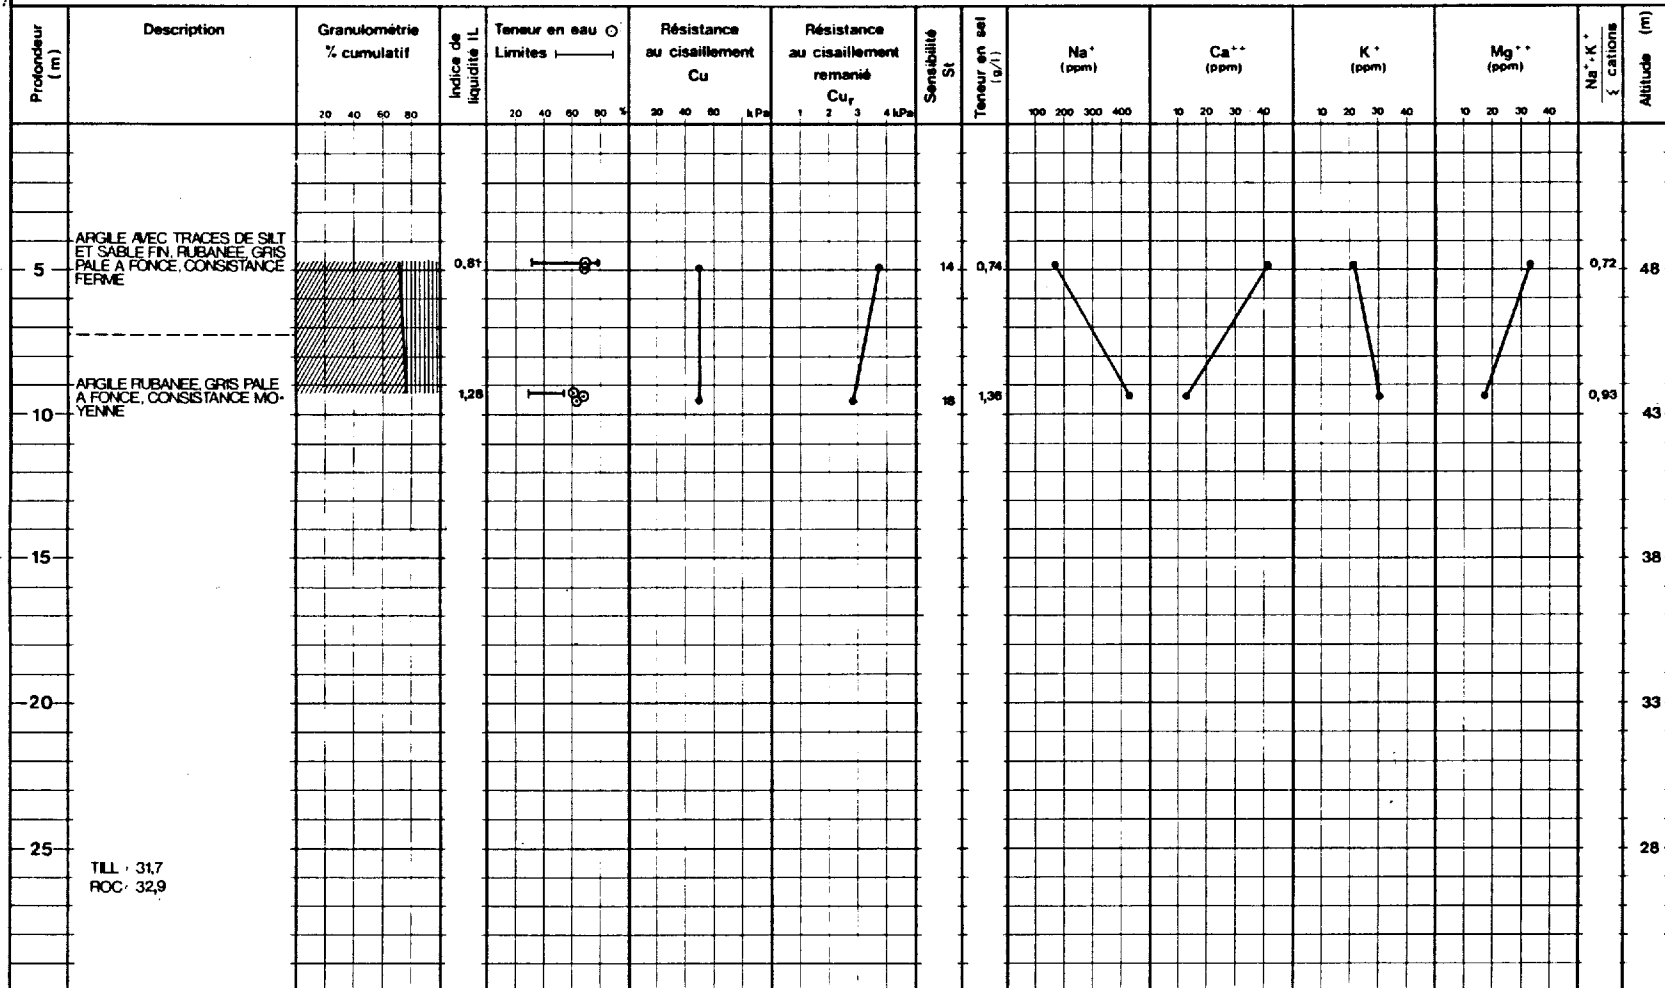 Profondeur (m)
Description
Granulométrie
% cumulatif
20 40 60 80
Indice de
liquidité IL
Teneur en eau
Limites
20 40 60 80 %
Résistance
au cisaillement
Cu
20 40 60 kPa
Résistance
au cisaillement
remanié
Cur
1 2 3 4 kPa
Sensibilité
St
Teneur en sel
(g/l)
Na+
(ppm)
100 200 300 400
Ca++
(ppm)
10 20 30 40
K+
(ppm)
10 20 30 40
Mg++
(ppm)
10 20 30 40
Na++K+
Σ cations
Altitude (m)
ARGILE AVEC TRACES DE SILT
ET SABLE FIN, RUBANEE, GRIS
PALE A FONCE, CONSISTANCE
FERME
5 0,81 14 0,74 0,72 48
ARGILE RUBANEE, GRIS PALE
A FONCE, CONSISTANCE MO-
YENNE
1,28 18 1,36 0,93
10 43
15 38
20 33
25 28
TILL : 31,7
ROC : 32,9